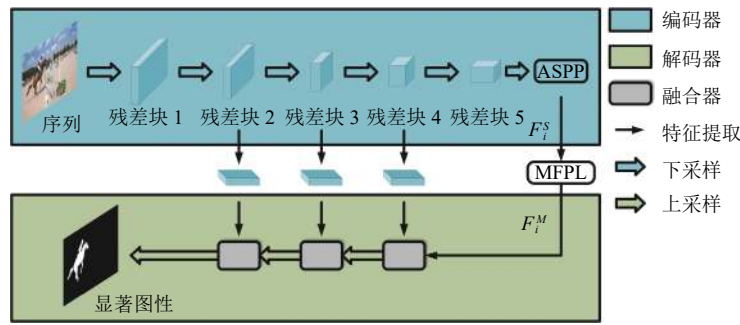 编码器
解码器
融合器
特征提取
下采样
上采样
序列
残差块 1
残差块 2
残差块 3
残差块 4
残差块 5
ASPP
F_i^S
MFPL
F_i^M
显著图性